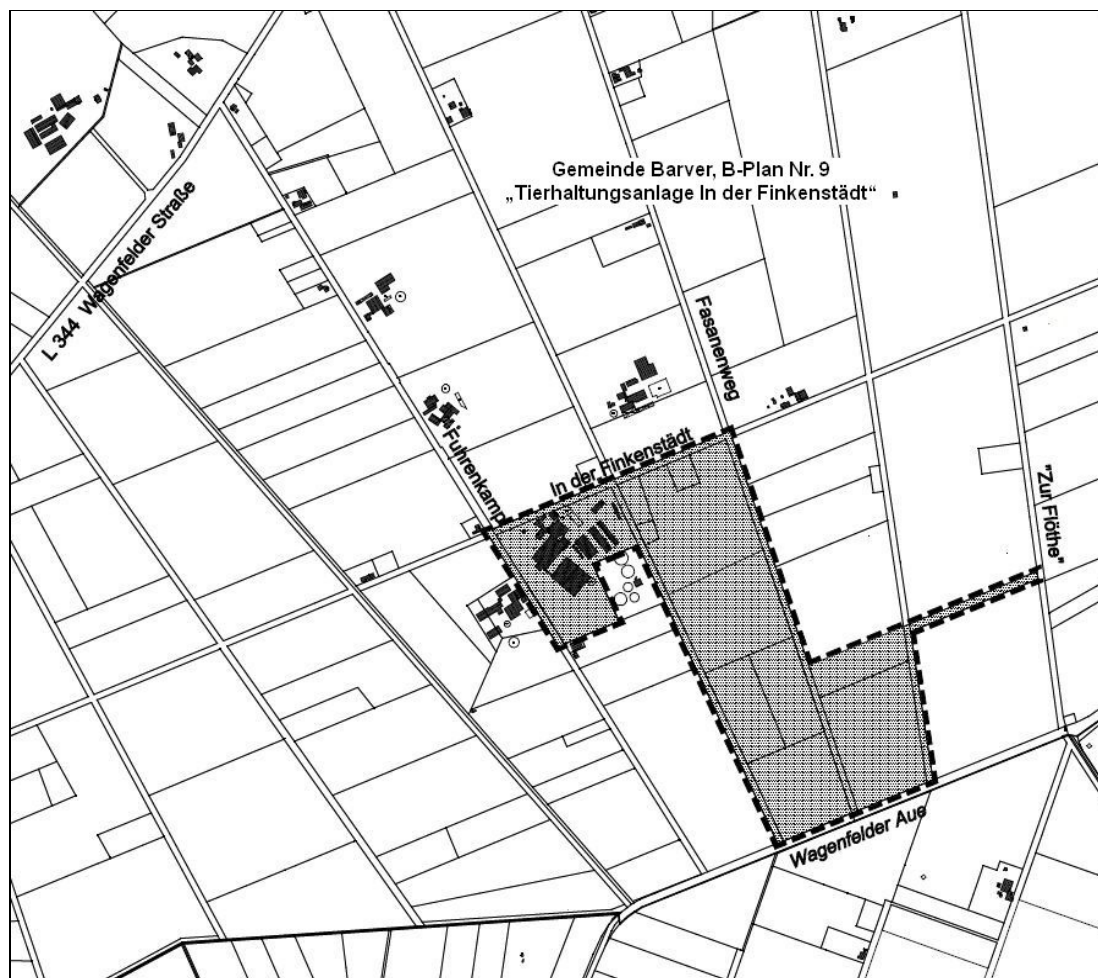 Gemeinde Barver, B-Plan Nr. 9
„Tierhaltungsanlage In der Finkenstädt“
L 344 Wagenfelder Straße
Fasanenweg
In der Finkenstädt
Fuhrenkamp
"Zur Flöthe"
Wagenfelder Aue